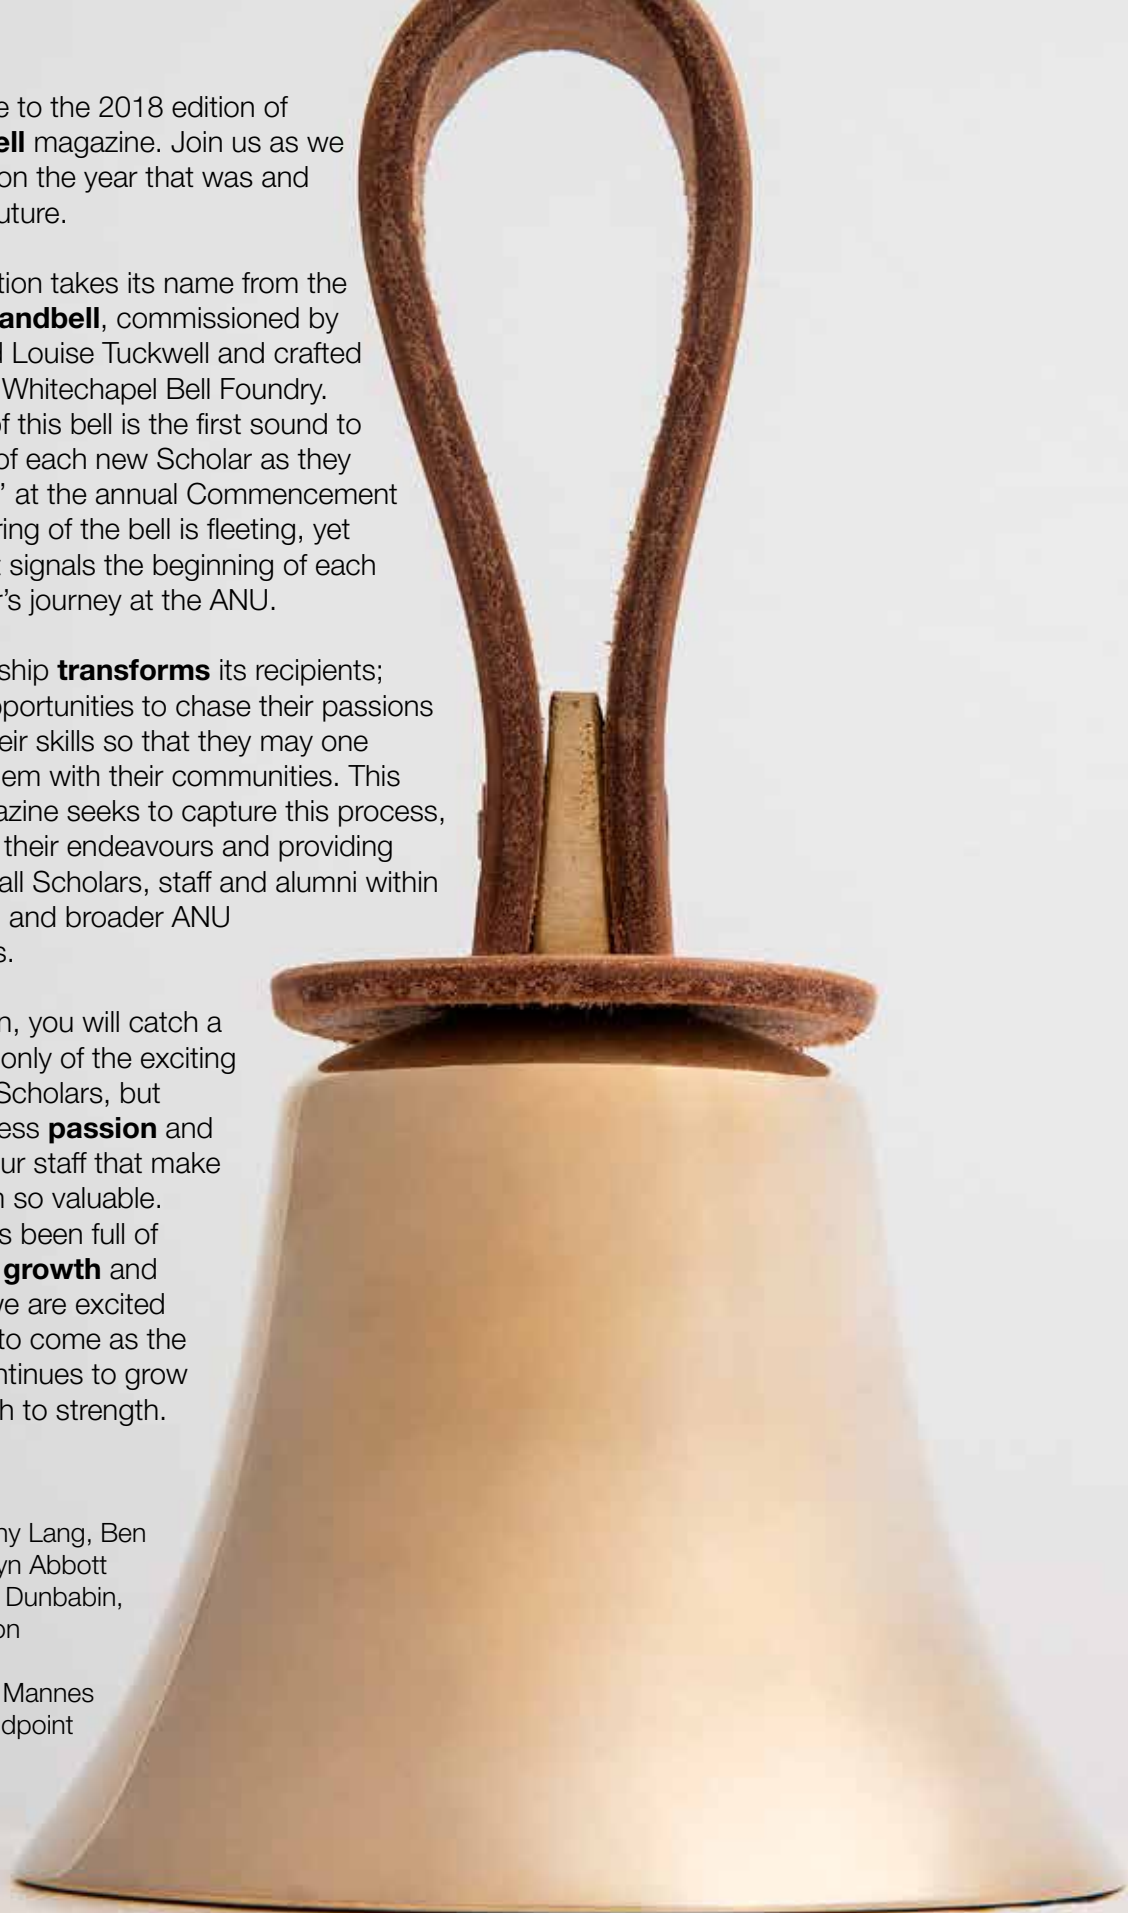 e to the 2018 edition of
ell magazine. Join us as we
on the year that was and
uture.
tion takes its name from the
andbell, commissioned by
d Louise Tuckwell and crafted
Whitechapel Bell Foundry.
of this bell is the first sound to
of each new Scholar as they
’ at the annual Commencement
ring of the bell is fleeting, yet
t signals the beginning of each
r’s journey at the ANU.
ship transforms its recipients;
pportunities to chase their passions
eir skills so that they may one
em with their communities. This
azine seeks to capture this process,
their endeavours and providing
all Scholars, staff and alumni within
and broader ANU
s.
n, you will catch a
only of the exciting
Scholars, but
ess passion and
ur staff that make
n so valuable.
s been full of
growth and
ve are excited
to come as the
ntinues to grow
h to strength.
ny Lang, Ben
yn Abbott
Dunbabin,
on
Mannes
dpoint